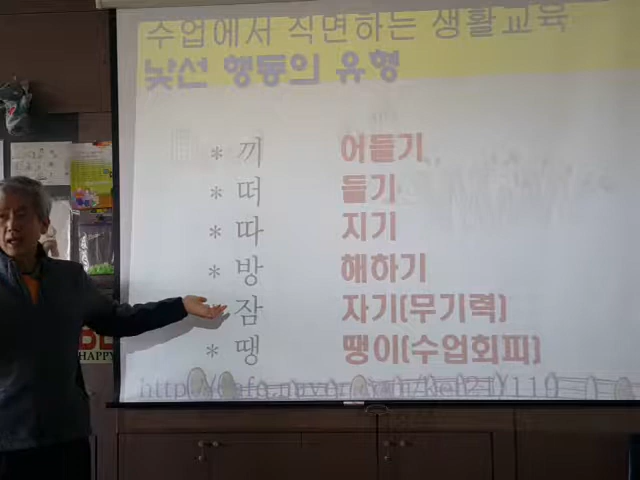 수업에서 직면하는 생활교육
낯선 행동의 유형
* 끼 어들기
* 떠 들기
* 따 지기
* 방 해하기
* 잠 자기(무기력)
* 땡 땡이(수업회피)
HAPPY